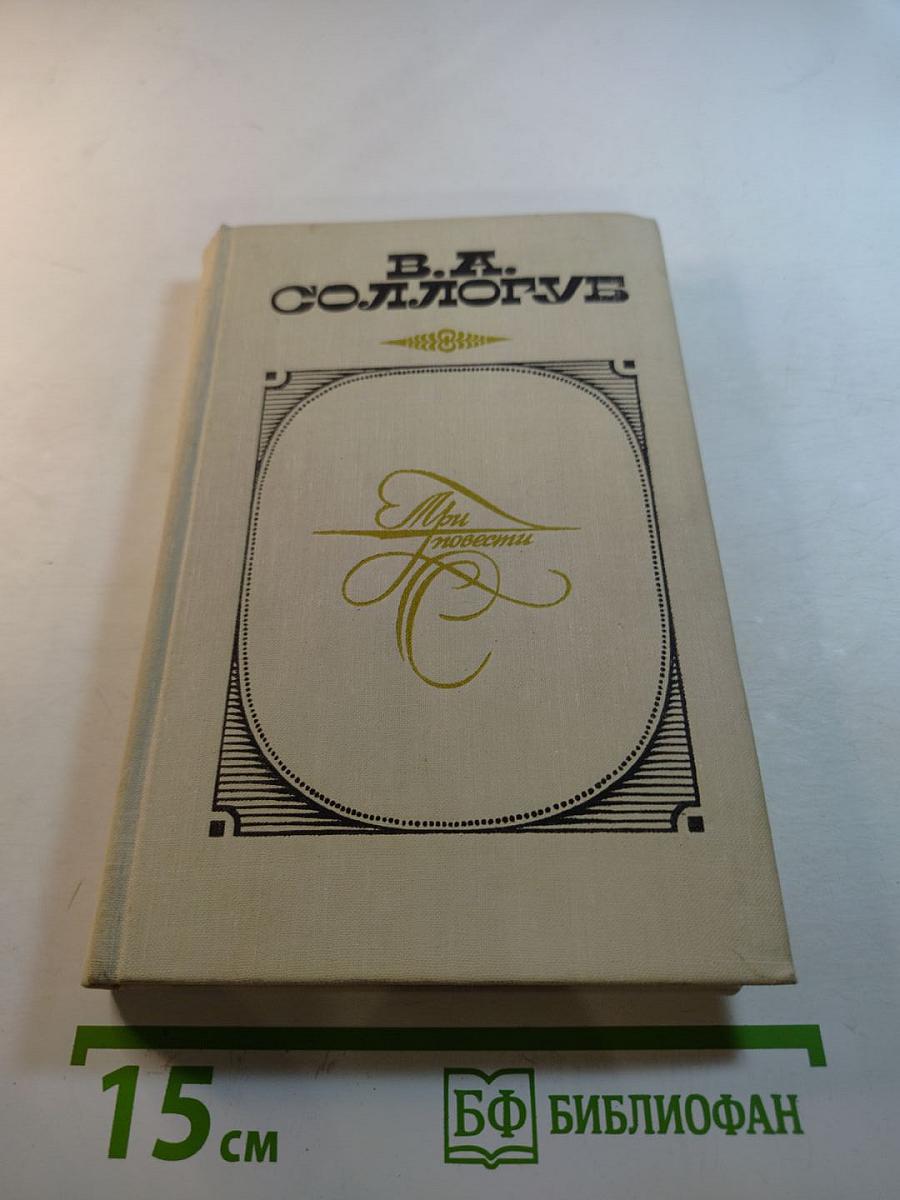 В. А.
СОЛЛОГУБ
Три
повести
15 см
БФ БИБЛИОФАН